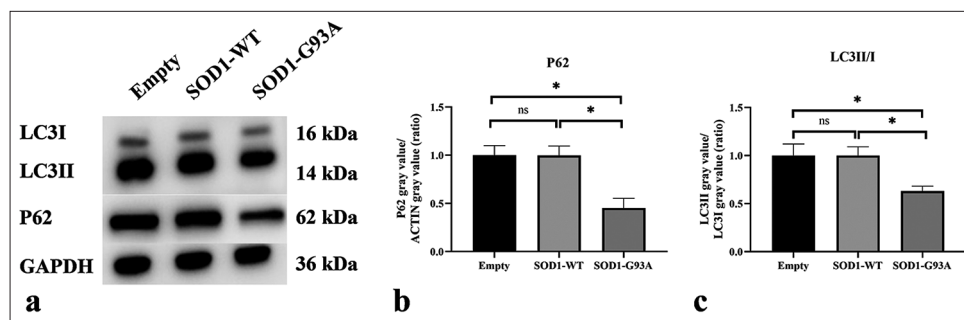 Empty SOD1-WT SOD1-G93A
LC3I 16 kDa
LC3II 14 kDa
P62 62 kDa
GAPDH 36 kDa
a
P62
*
ns *
P62 gray value/
ACTIN gray value (ratio)
1.5
1.0
0.5
0.0
Empty SOD1-WT SOD1-G93A
b
LC3II/I
*
ns *
LC3II gray value/
LC3I gray value (ratio)
1.5
1.0
0.5
0.0
Empty SOD1-WT SOD1-G93A
c